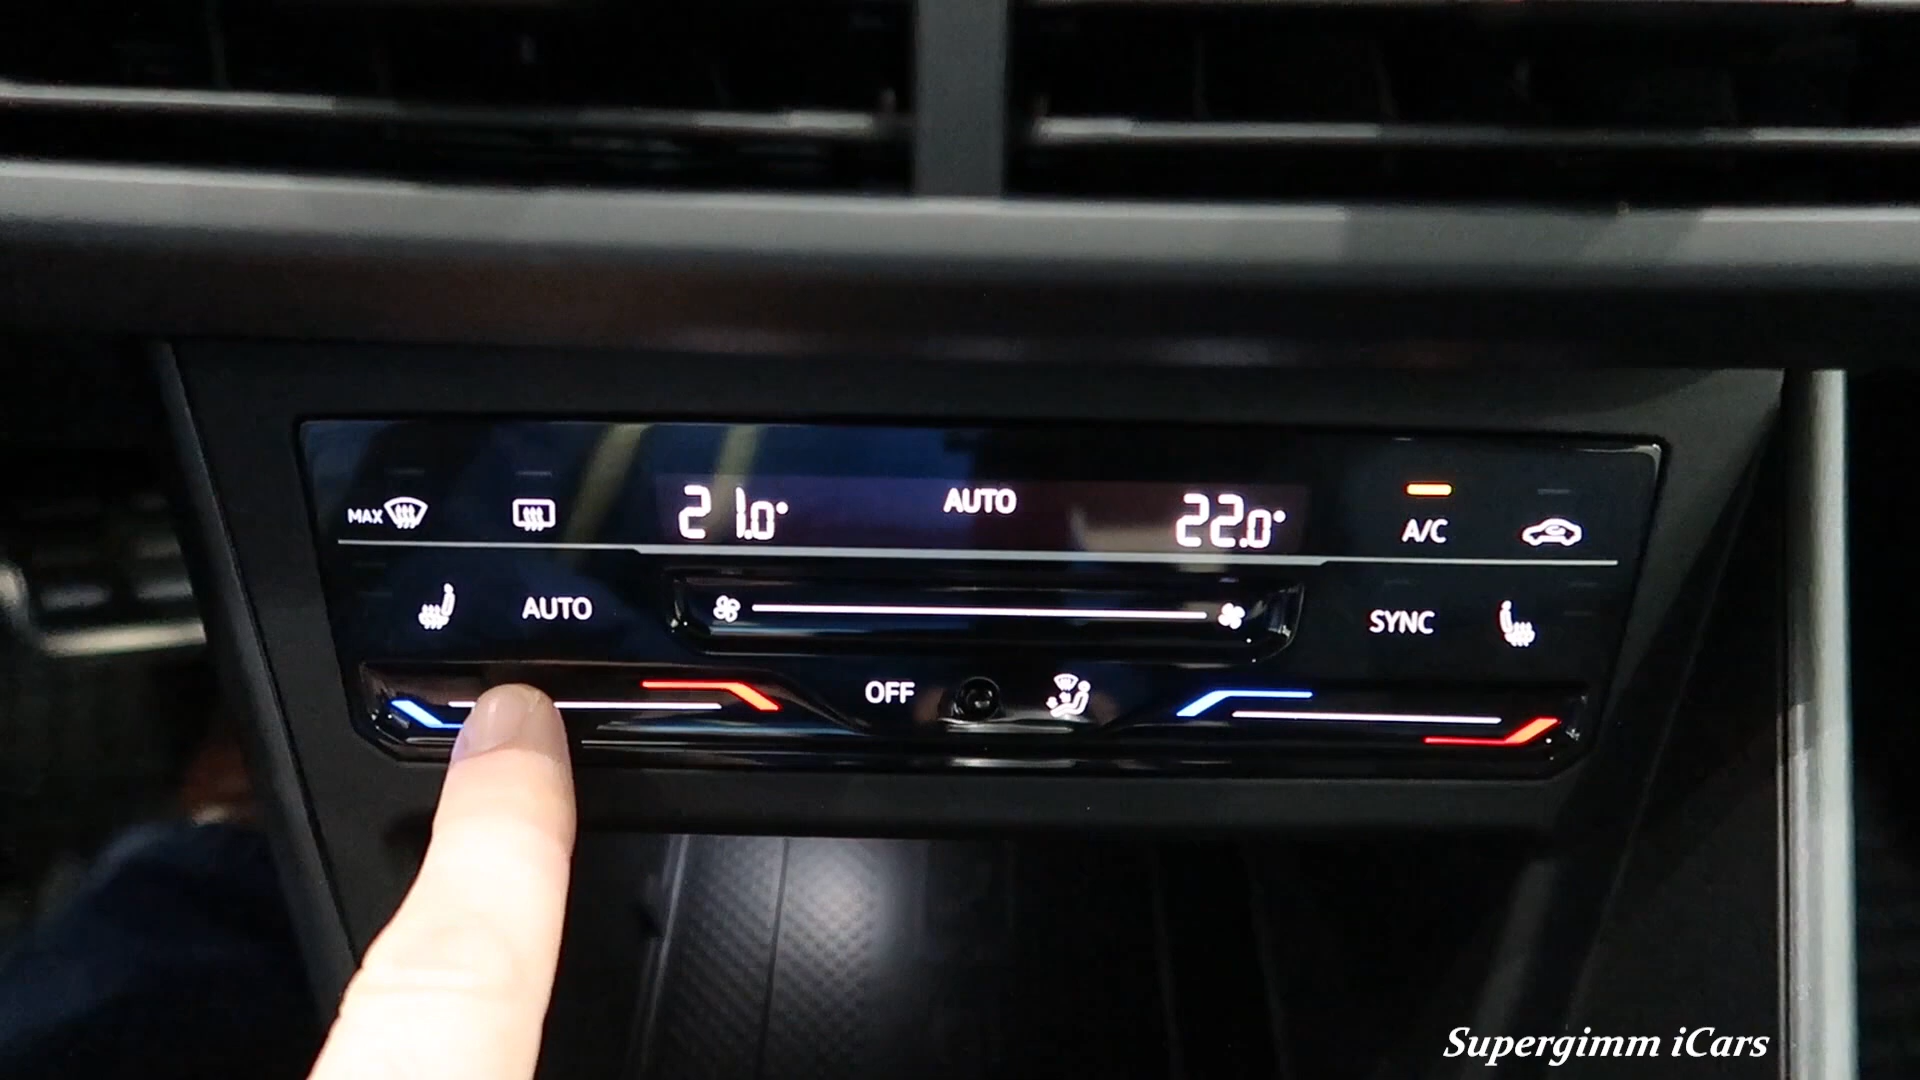 MAX
21.0°
AUTO
22.0°
A/C
AUTO
SYNC
OFF
Supergimm iCars